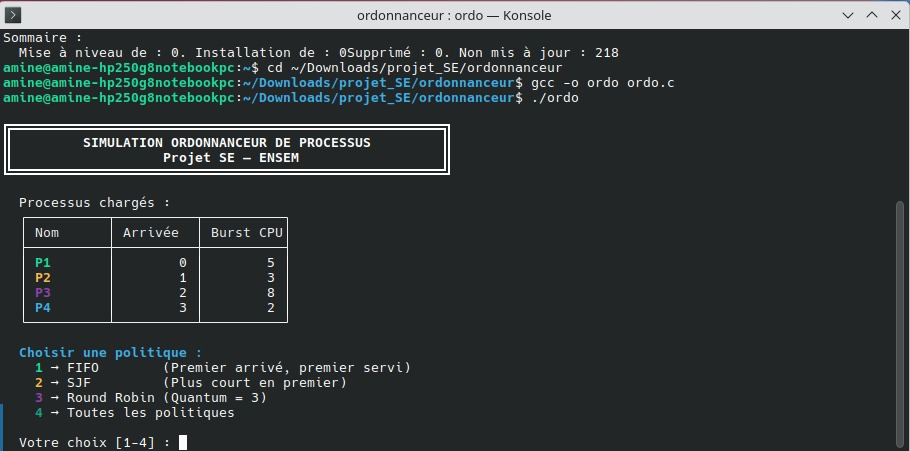 ordonnanceur : ordo — Konsole
Sommaire :
Mise à niveau de : 0. Installation de : 0Supprimé : 0. Non mis à jour : 218
amine@amine-hp250g8notebookpc:~$ cd ~/Downloads/projet_SE/ordonnanceur
amine@amine-hp250g8notebookpc:~/Downloads/projet_SE/ordonnanceur$ gcc -o ordo ordo.c
amine@amine-hp250g8notebookpc:~/Downloads/projet_SE/ordonnanceur$ ./ordo
SIMULATION ORDONNANCEUR DE PROCESSUS
Projet SE — ENSEM
Processus chargés :
Nom Arrivée Burst CPU
P1 0 5
P2 1 3
P3 2 8
P4 3 2
Choisir une politique :
1 → FIFO (Premier arrivé, premier servi)
2 → SJF (Plus court en premier)
3 → Round Robin (Quantum = 3)
4 → Toutes les politiques
Votre choix [1-4] :